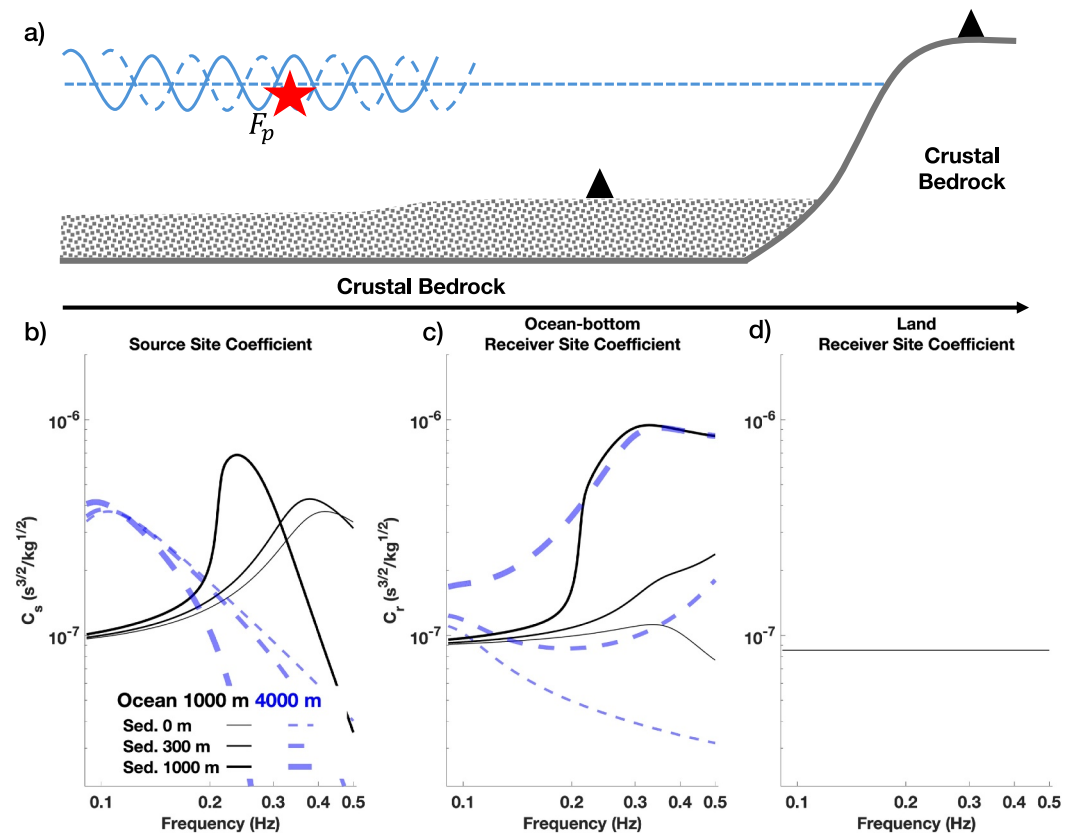 a)
F_p
Crustal
Bedrock
Crustal Bedrock
b)
Source Site Coefficient
C_s (s^{3/2}/kg^{1/2})
10^{-6}
10^{-7}
Ocean 1000 m 4000 m
Sed. 0 m
Sed. 300 m
Sed. 1000 m
0.1 0.2 0.3 0.4 0.5
Frequency (Hz)
c)
Ocean-bottom
Receiver Site Coefficient
C_r (s^{3/2}/kg^{1/2})
10^{-6}
10^{-7}
0.1 0.2 0.3 0.4 0.5
Frequency (Hz)
d)
Land
Receiver Site Coefficient
10^{-6}
10^{-7}
0.1 0.2 0.3 0.4 0.5
Frequency (Hz)